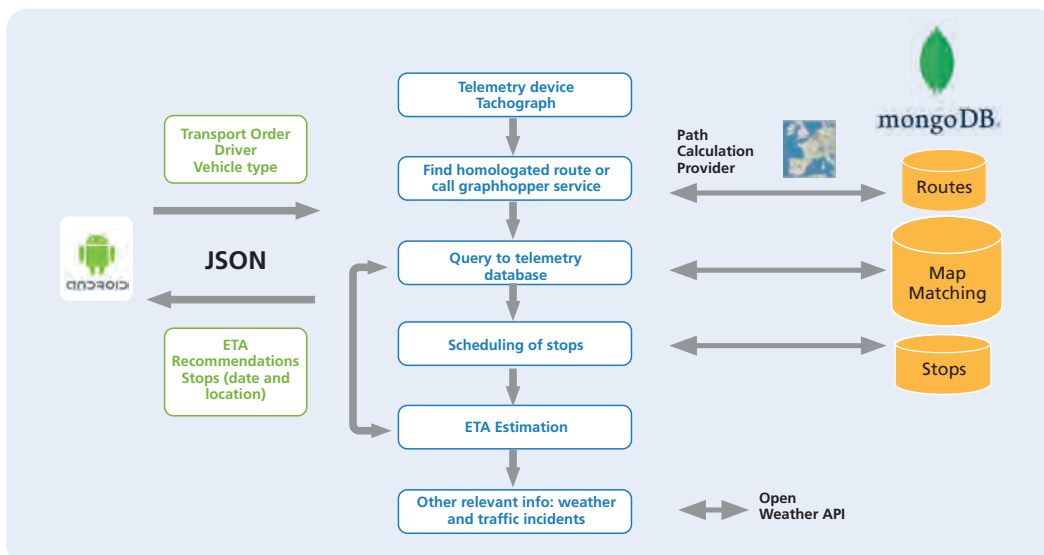 Telemetry device
Tachograph
mongoDB.
Transport Order
Driver
Vehicle type
Path
Calculation
Provider
Find homologated route or
call graphhopper service
Routes
JSON
ANDROID
Query to telemetry
database
Map
Matching
ETA
Recommendations
Stops (date and
location)
Scheduling of stops
Stops
ETA Estimation
Other relevant info: weather
and traffic incidents
Open
Weather API